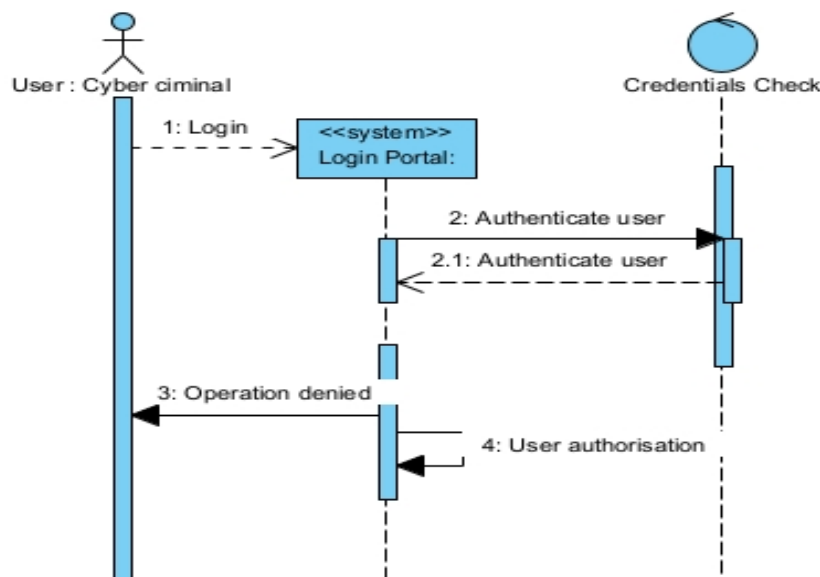 User : Cyber ciminal
Credentials Check
1: Login
<<system>>
Login Portal:
2: Authenticate user
2.1: Authenticate user
3: Operation denied
4: User authorisation